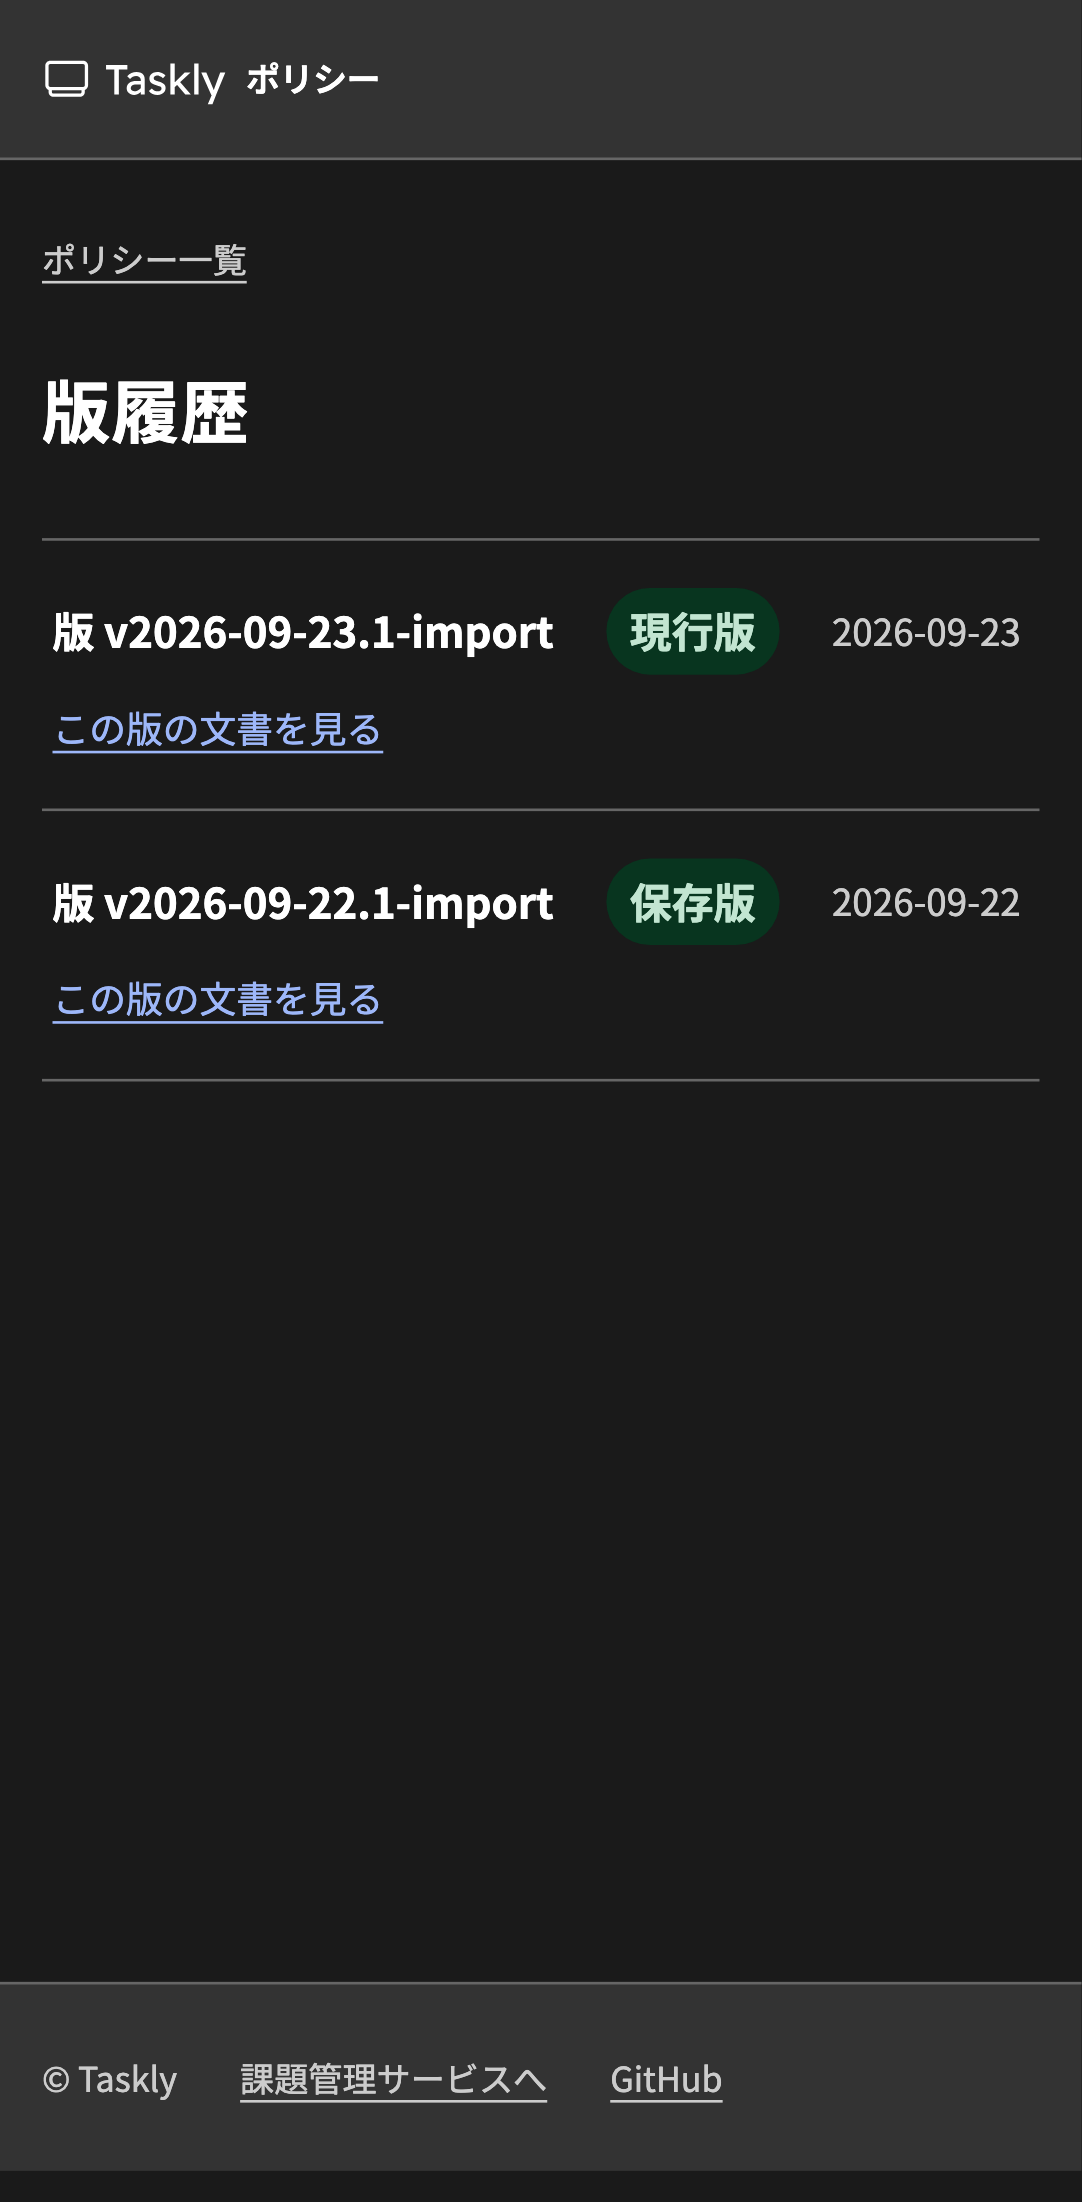 Taskly ポリシー
ポリシー一覧
版履歴
版 v2026-09-23.1-import 現行版 2026-09-23
この版の文書を見る
版 v2026-09-22.1-import 保存版 2026-09-22
この版の文書を見る
© Taskly 課題管理サービスへ GitHub